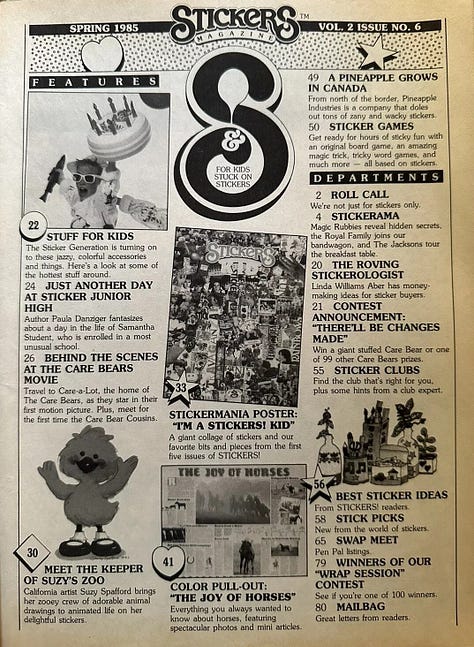 SPRING 1985
STICKERS™
MAGAZINE
VOL. 2 ISSUE NO. 6
FEATURES
22
STUFF FOR KIDS
The Sticker Generation is turning on
to these jazzy, colorful accessories
and things. Here's a look at some of
the hottest stuff around.
24 JUST ANOTHER DAY
AT STICKER JUNIOR
HIGH
Author Paula Danziger fantasizes
about a day in the life of Samantha
Student, who is enrolled in a most
unusual school.
26 BEHIND THE SCENES
AT THE CARE BEARS
MOVIE
Travel to Care-a-Lot, the home of
The Care Bears, as they star in their
first motion picture. Plus, meet for
the first time the Care Bear Cousins.
30
MEET THE KEEPER
OF SUZY'S ZOO
California artist Suzy Spafford brings
her zooey crew of adorable animal
drawings to animated life on her
delightful stickers.
S
&
FOR KIDS
STUCK ON
STICKERS
STICKERS
33
STICKERMANIA POSTER:
"I'M A STICKERS! KID"
A giant collage of stickers and our
favorite bits and pieces from the first
five issues of STICKERS!
THE JOY OF HORSES
41
COLOR PULL-OUT:
"THE JOY OF HORSES"
Everything you always wanted to
know about horses, featuring
spectacular photos and mini articles.
49 A PINEAPPLE GROWS
IN CANADA
From north of the border, Pineapple
Industries is a company that doles
out tons of zany and wacky stickers.
50 STICKER GAMES
Get ready for hours of sticky fun with
an original board game, an amazing
magic trick, tricky word games, and
much more — all based on stickers.
DEPARTMENTS
2 ROLL CALL
We're not just for stickers only.
4 STICKERAMA
Magic Rubbies reveal hidden secrets,
the Royal Family joins our
bandwagon, and The Jacksons tour
the breakfast table.
20 THE ROVING
STICKEROLOGIST
Linda Williams Aber has money-
making ideas for sticker buyers.
21 CONTEST
ANNOUNCEMENT:
"THERE'LL BE CHANGES
MADE"
Win a giant stuffed Care Bear or one
of 99 other Care Bears prizes.
55 STICKER CLUBS
Find the club that's right for you,
plus some hints from a club expert.
56
BEST STICKER IDEAS
From STICKERS! readers.
58 STICK PICKS
New from the world of stickers.
65 SWAP MEET
Pen Pal listings.
79 WINNERS OF OUR
"WRAP SESSION"
CONTEST
See if you're one of 100 winners.
80 MAILBAG
Great letters from readers.